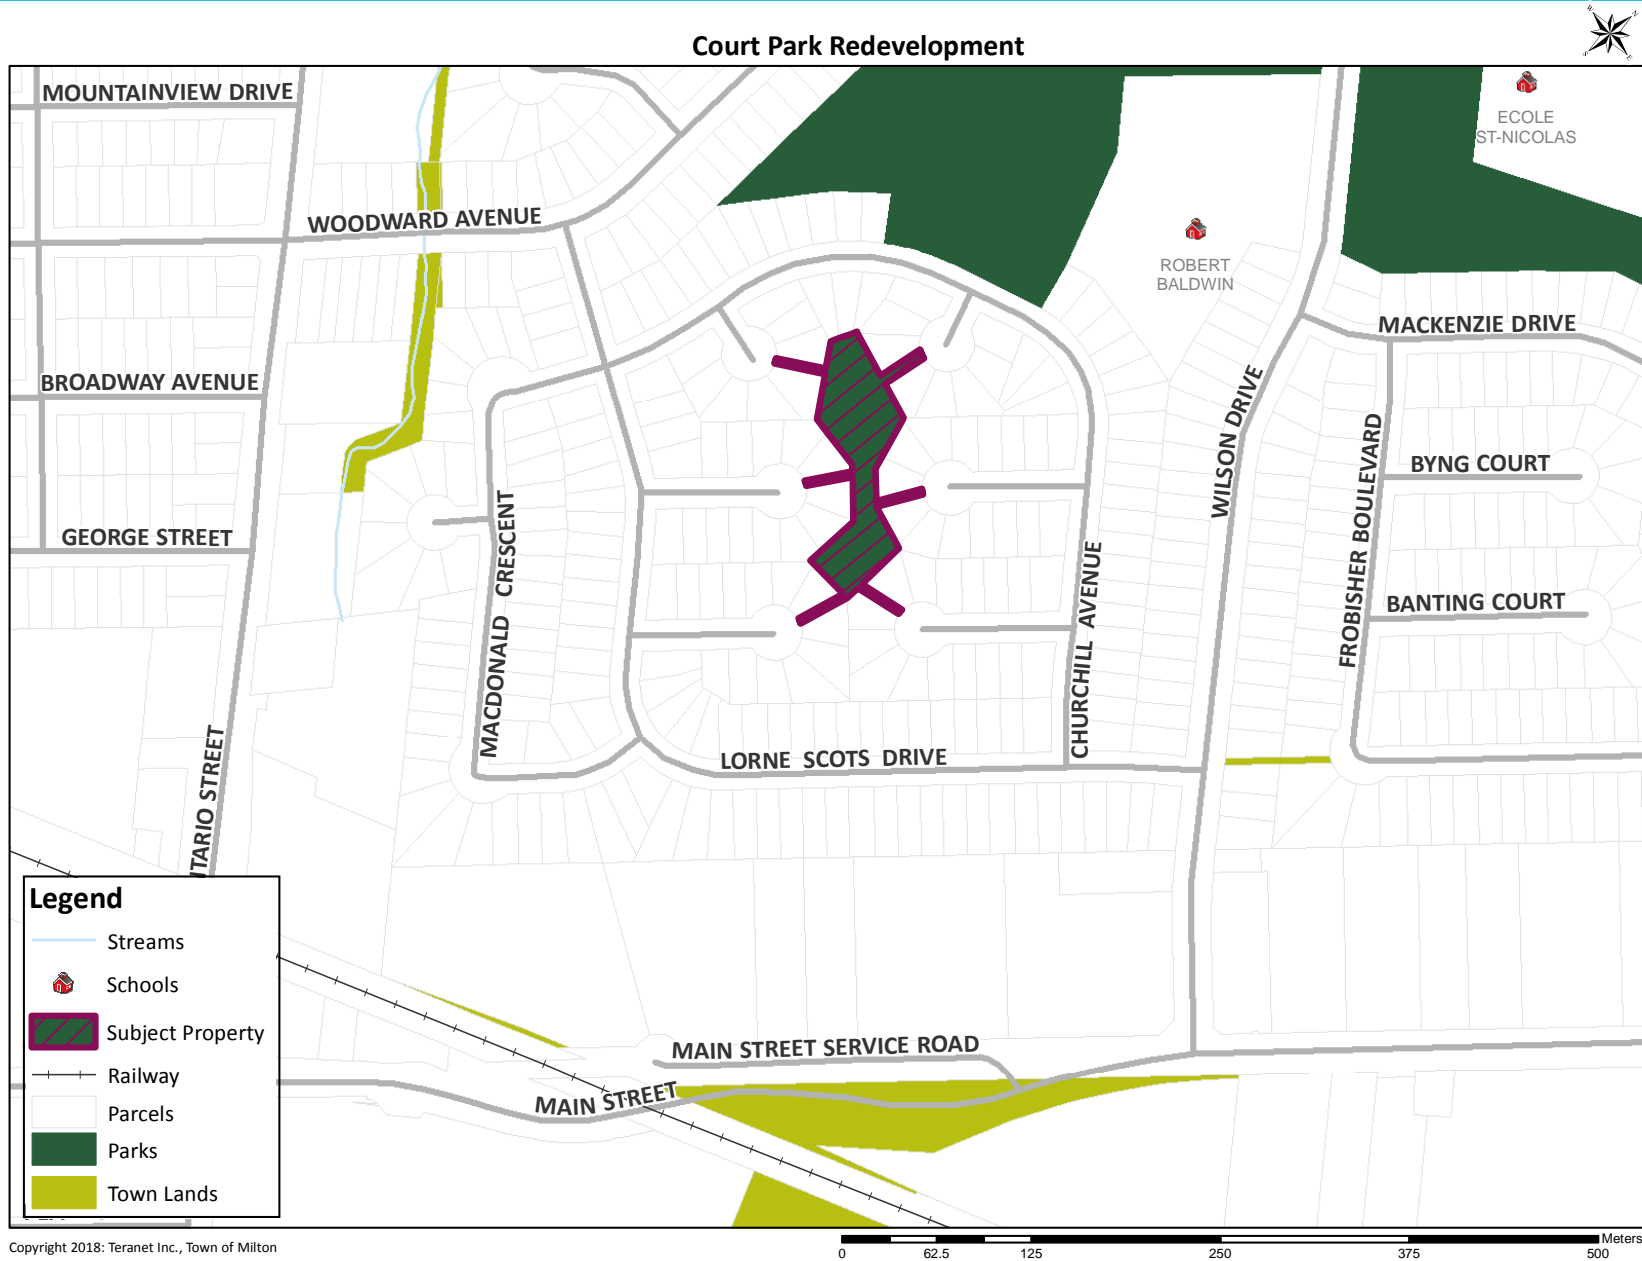 Court Park Redevelopment
W N
S E
MOUNTAINVIEW DRIVE
ECOLE
ST-NICOLAS
WOODWARD AVENUE
ROBERT
BALDWIN
MACKENZIE DRIVE
BROADWAY AVENUE
WILSON DRIVE
FROBISHER BOULEVARD
BYNG COURT
GEORGE STREET
MACDONALD CRESCENT
CHURCHILL AVENUE
BANTING COURT
LORNE SCOTS DRIVE
NTARIO STREET
Legend
Streams
Schools
Subject Property
Railway
Parcels
Parks
Town Lands
MAIN STREET SERVICE ROAD
MAIN STREET
Copyright 2018: Teranet Inc., Town of Milton
Meters
0 62.5 125 250 375 500